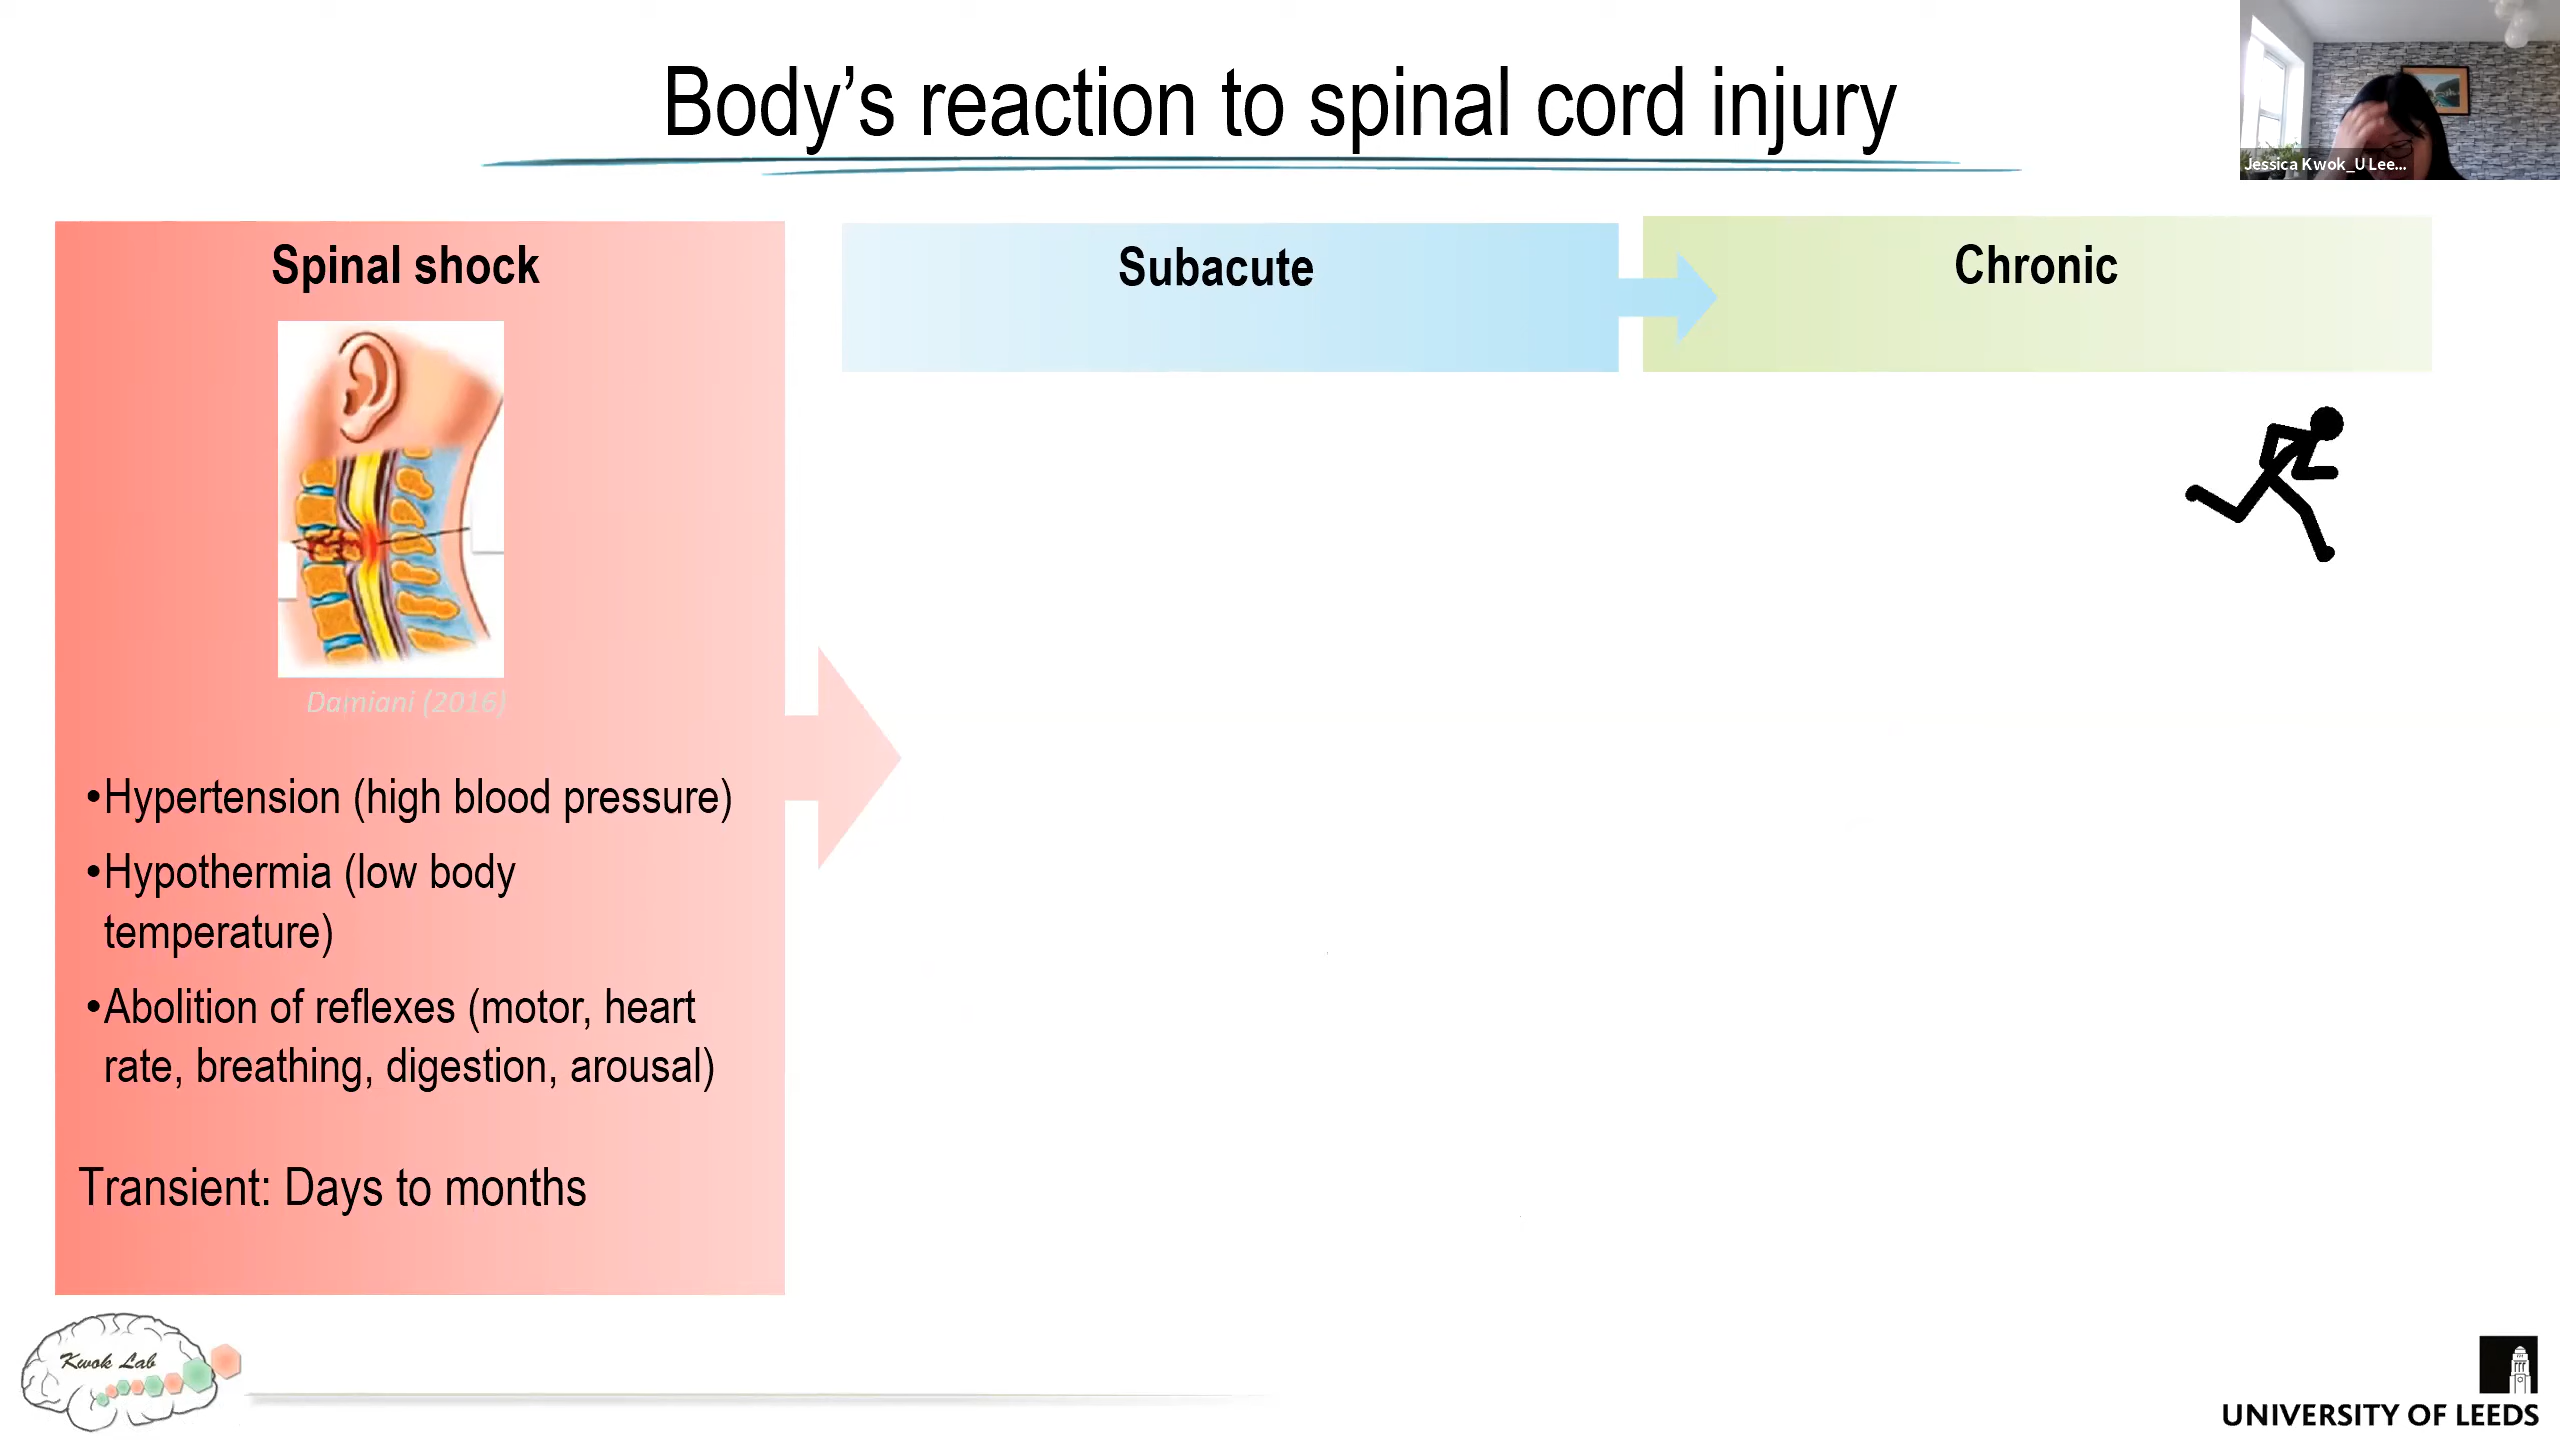 Body’s reaction to spinal cord injury
Jessica Kwok_U Lee...
Spinal shock
Subacute
Chronic
Damiani (2016)
•Hypertension (high blood pressure)
•Hypothermia (low body
temperature)
•Abolition of reflexes (motor, heart
rate, breathing, digestion, arousal)
Transient: Days to months
Kwok Lab
UNIVERSITY OF LEEDS